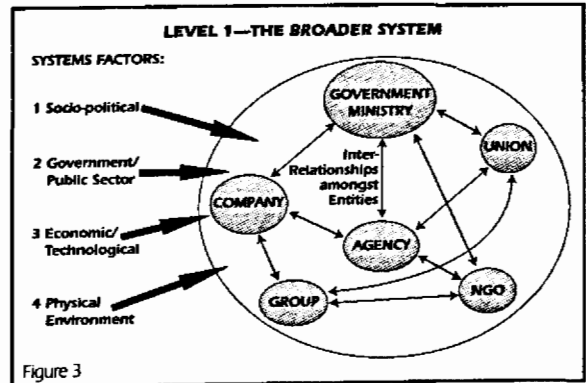 LEVEL 1—THE BROADER SYSTEM
SYSTEMS FACTORS:
1 Socio-political
2 Government/
Public Sector
3 Economic/
Technological
4 Physical
Environment
GOVERNMENT
MINISTRY
UNION
Inter-
Relationships
amongst
Entities
COMPANY
AGENCY
GROUP
NGO
Figure 3